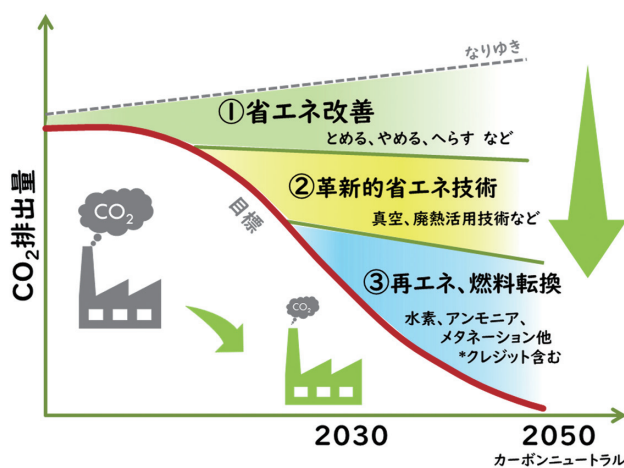 なりゆき
①省エネ改善
とめる、やめる、へらす など
②革新的省エネ技術
真空、廃熱活用技術など
③再エネ、燃料転換
水素、アンモニア、
メタネーション他
*クレジット含む
目標
CO₂
CO₂
CO₂排出量
2030
2050
カーボンニュートラル